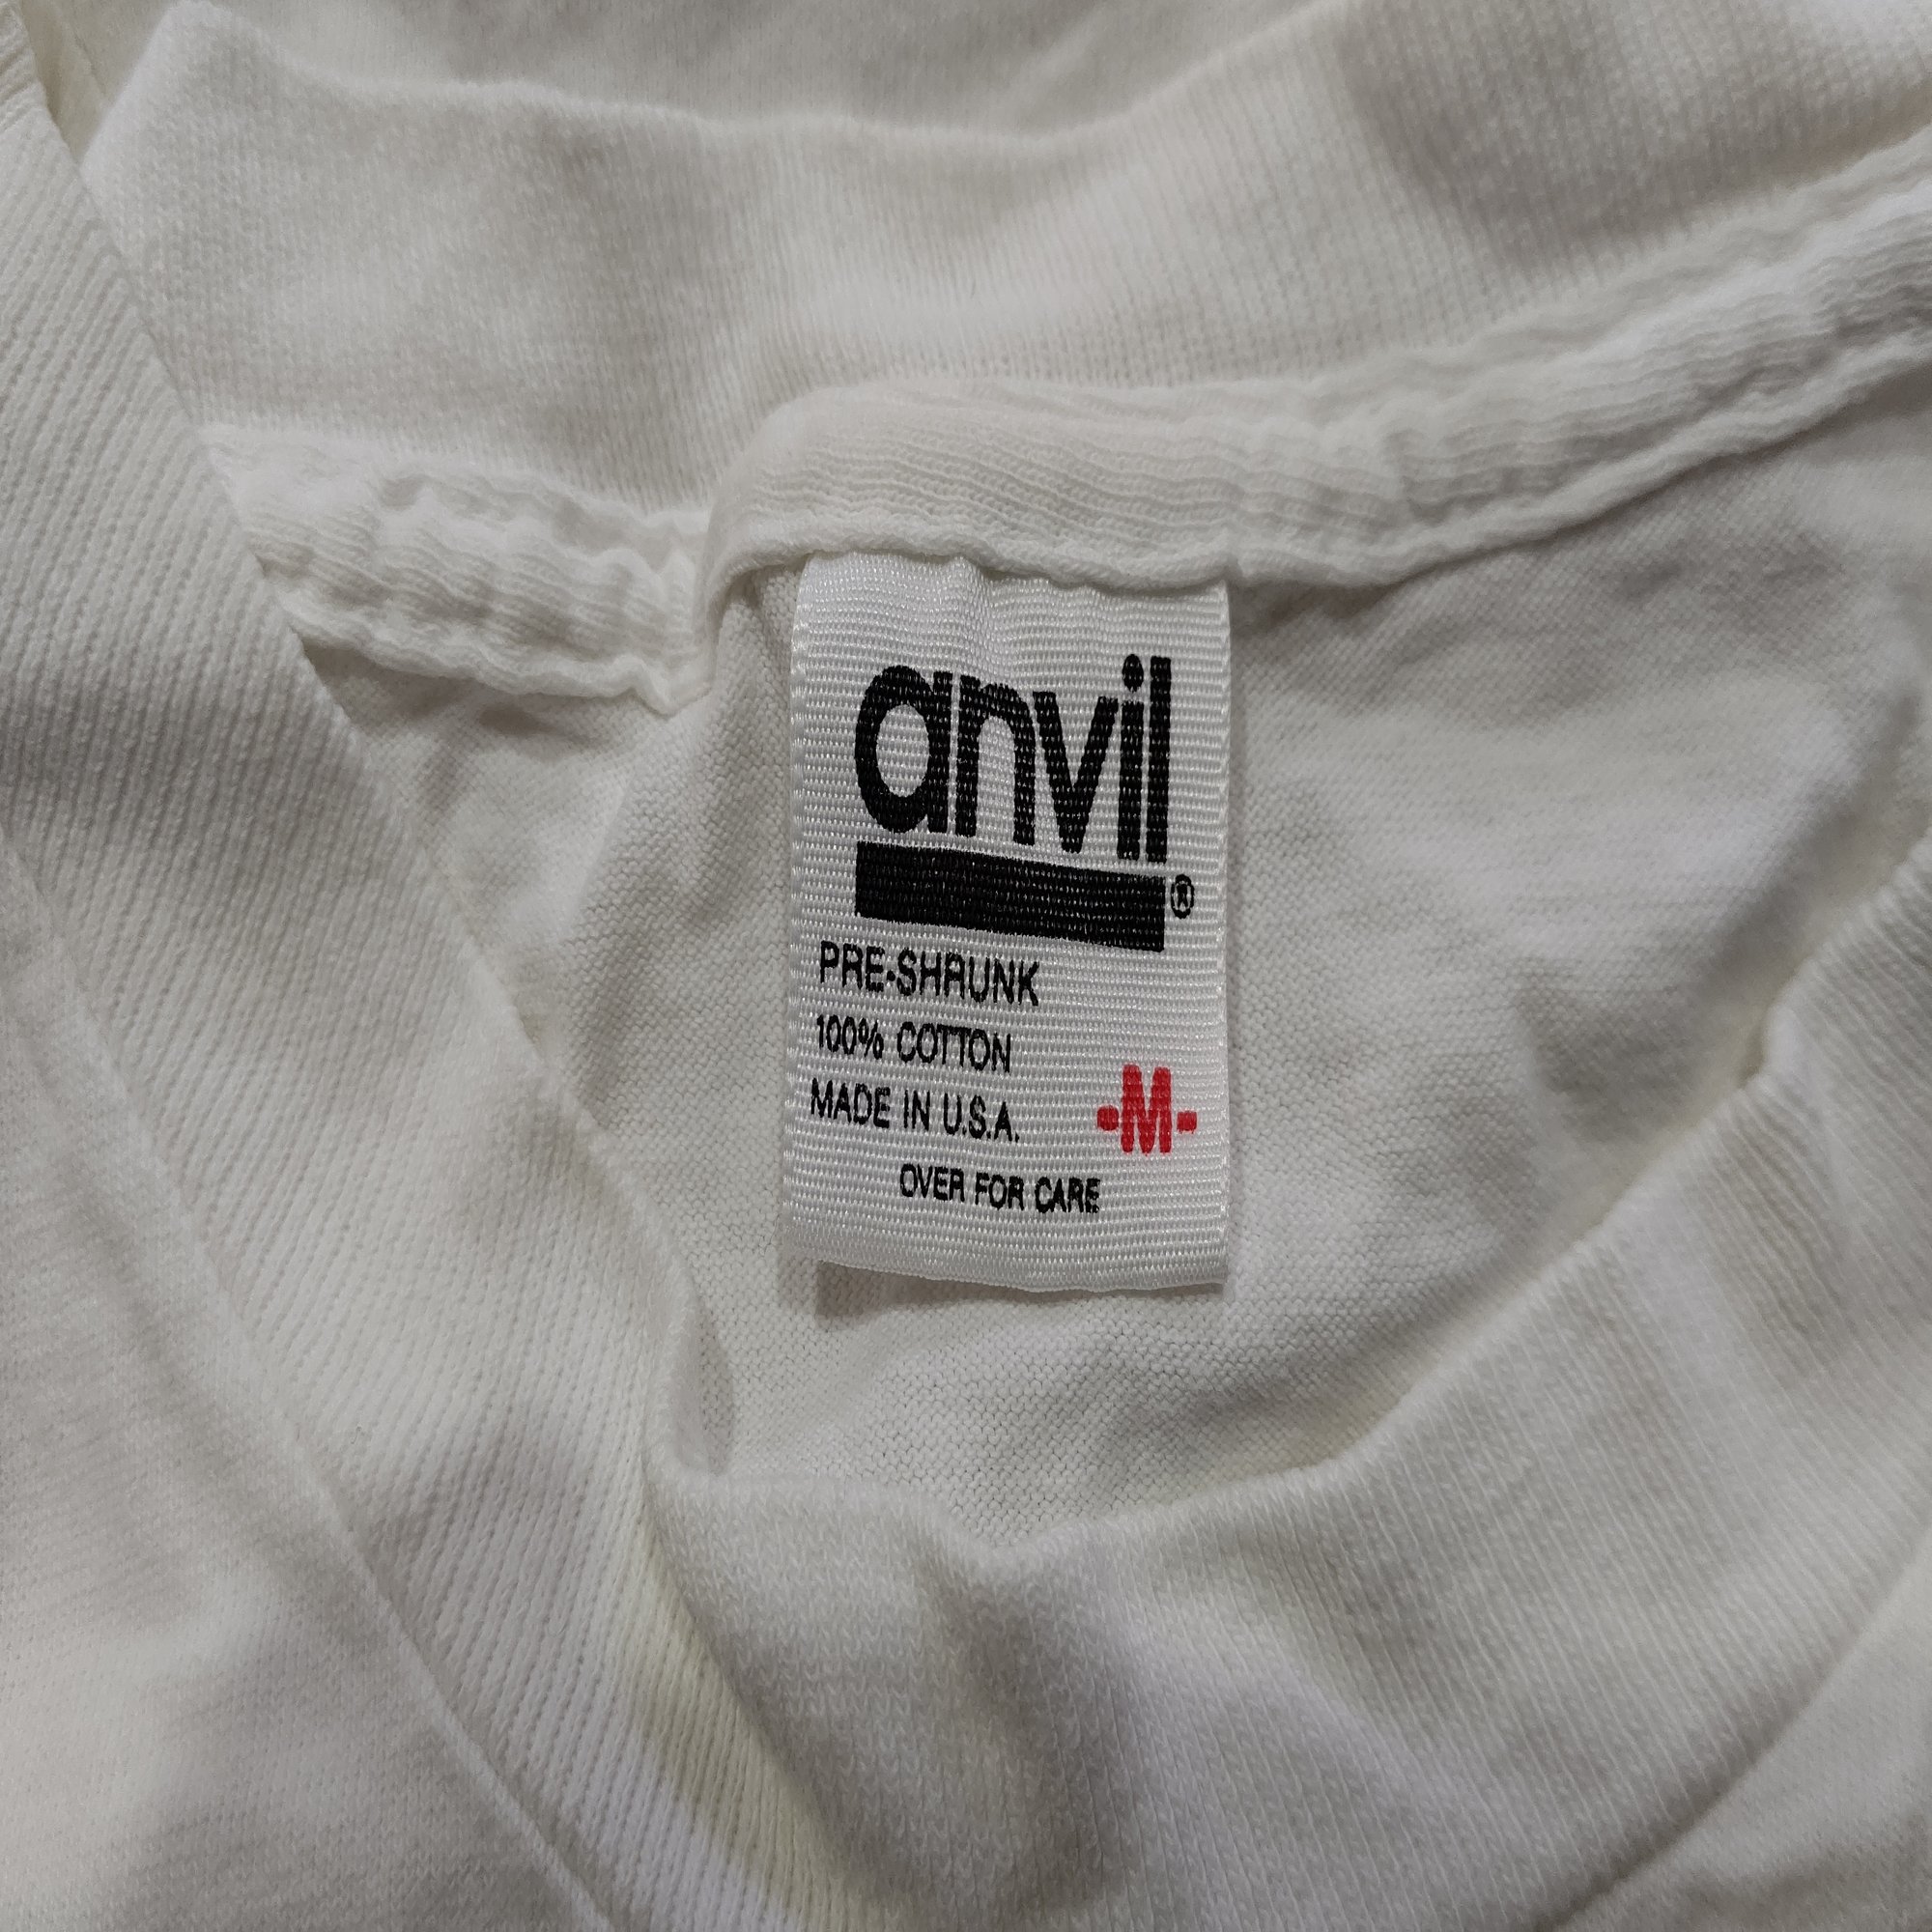 anvil®
PRE-SHRUNK
100% COTTON
MADE IN U.S.A. -M-
OVER FOR CARE